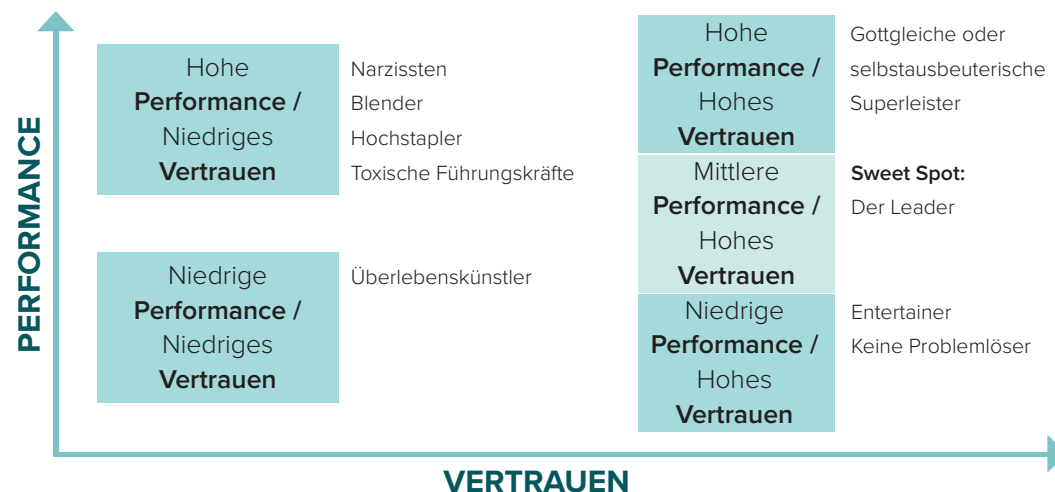 PERFORMANCE
Hohe
Performance /
Niedriges
Vertrauen
Narzissten
Blender
Hochstapler
Toxische Führungskräfte
Niedrige
Performance /
Niedriges
Vertrauen
Überlebenskünstler
Hohe
Performance /
Hohes
Vertrauen
Gottgleiche oder
selbstausbeuterische
Superleister
Mittlere
Performance /
Hohes
Vertrauen
Sweet Spot:
Der Leader
Niedrige
Performance /
Hohes
Vertrauen
Entertainer
Keine Problemlöser
VERTRAUEN